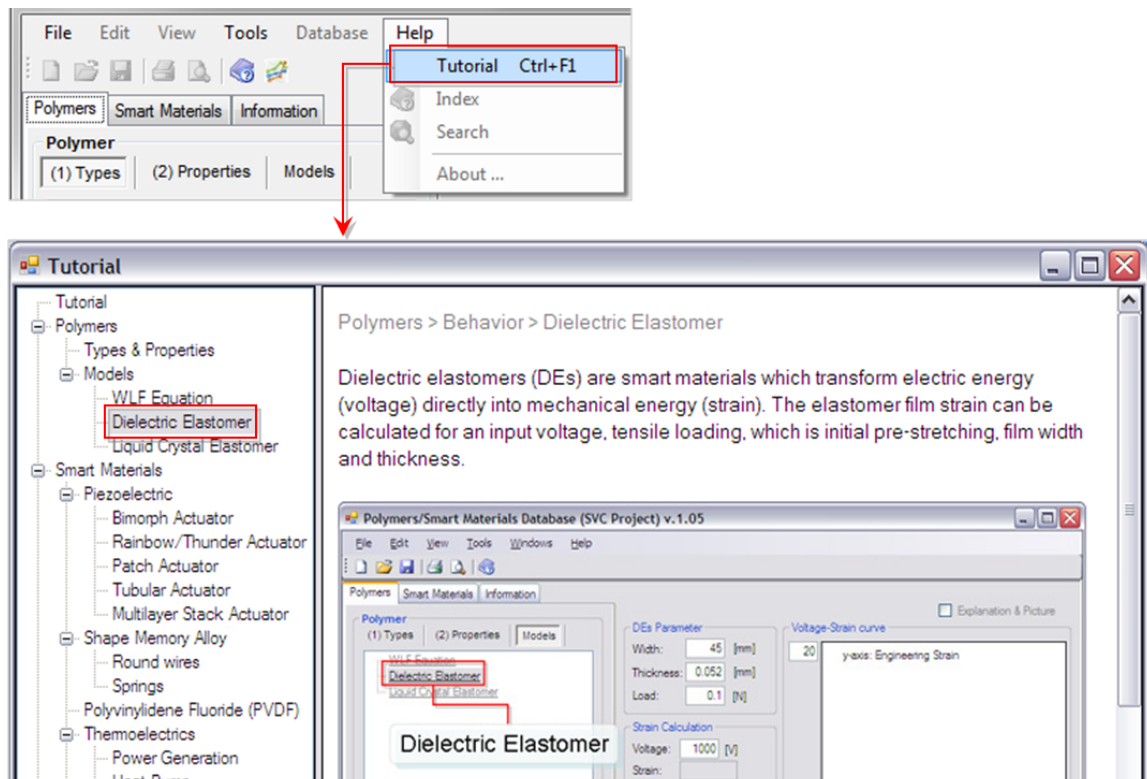 File Edit View Tools Database Help
Tutorial Ctrl+F1
Index
Search
About ...
Polymers Smart Materials Information
Polymer
(1) Types (2) Properties Models
Tutorial
Tutorial
Polymers
Types & Properties
Models
WLF Equation
Dielectric Elastomer
Liquid Crystal Elastomer
Smart Materials
Piezoelectric
Bimorph Actuator
Rainbow/Thunder Actuator
Patch Actuator
Tubular Actuator
Multilayer Stack Actuator
Shape Memory Alloy
Round wires
Springs
Polyvinylidene Fluoride (PVDF)
Thermoelectrics
Power Generation
Heat Pump
Polymers > Behavior > Dielectric Elastomer
Dielectric elastomers (DEs) are smart materials which transform electric energy
(voltage) directly into mechanical energy (strain). The elastomer film strain can be
calculated for an input voltage, tensile loading, which is initial pre-stretching, film width
and thickness.
Polymers/Smart Materials Database (SVC Project) v.1.05
File Edit View Tools Windows Help
Polymers Smart Materials Information
Explanation & Picture
Polymer
(1) Types (2) Properties Models
WLF Equation
Dielectric Elastomer
Liquid Crystal Elastomer
Dielectric Elastomer
DEs Parameter
Width: 45 [mm]
Thickness: 0.052 [mm]
Load: 0.1 [N]
Strain Calculation
Voltage: 1000 [V]
Strain:
Voltage-Strain curve
20 y-axis: Engineering Strain